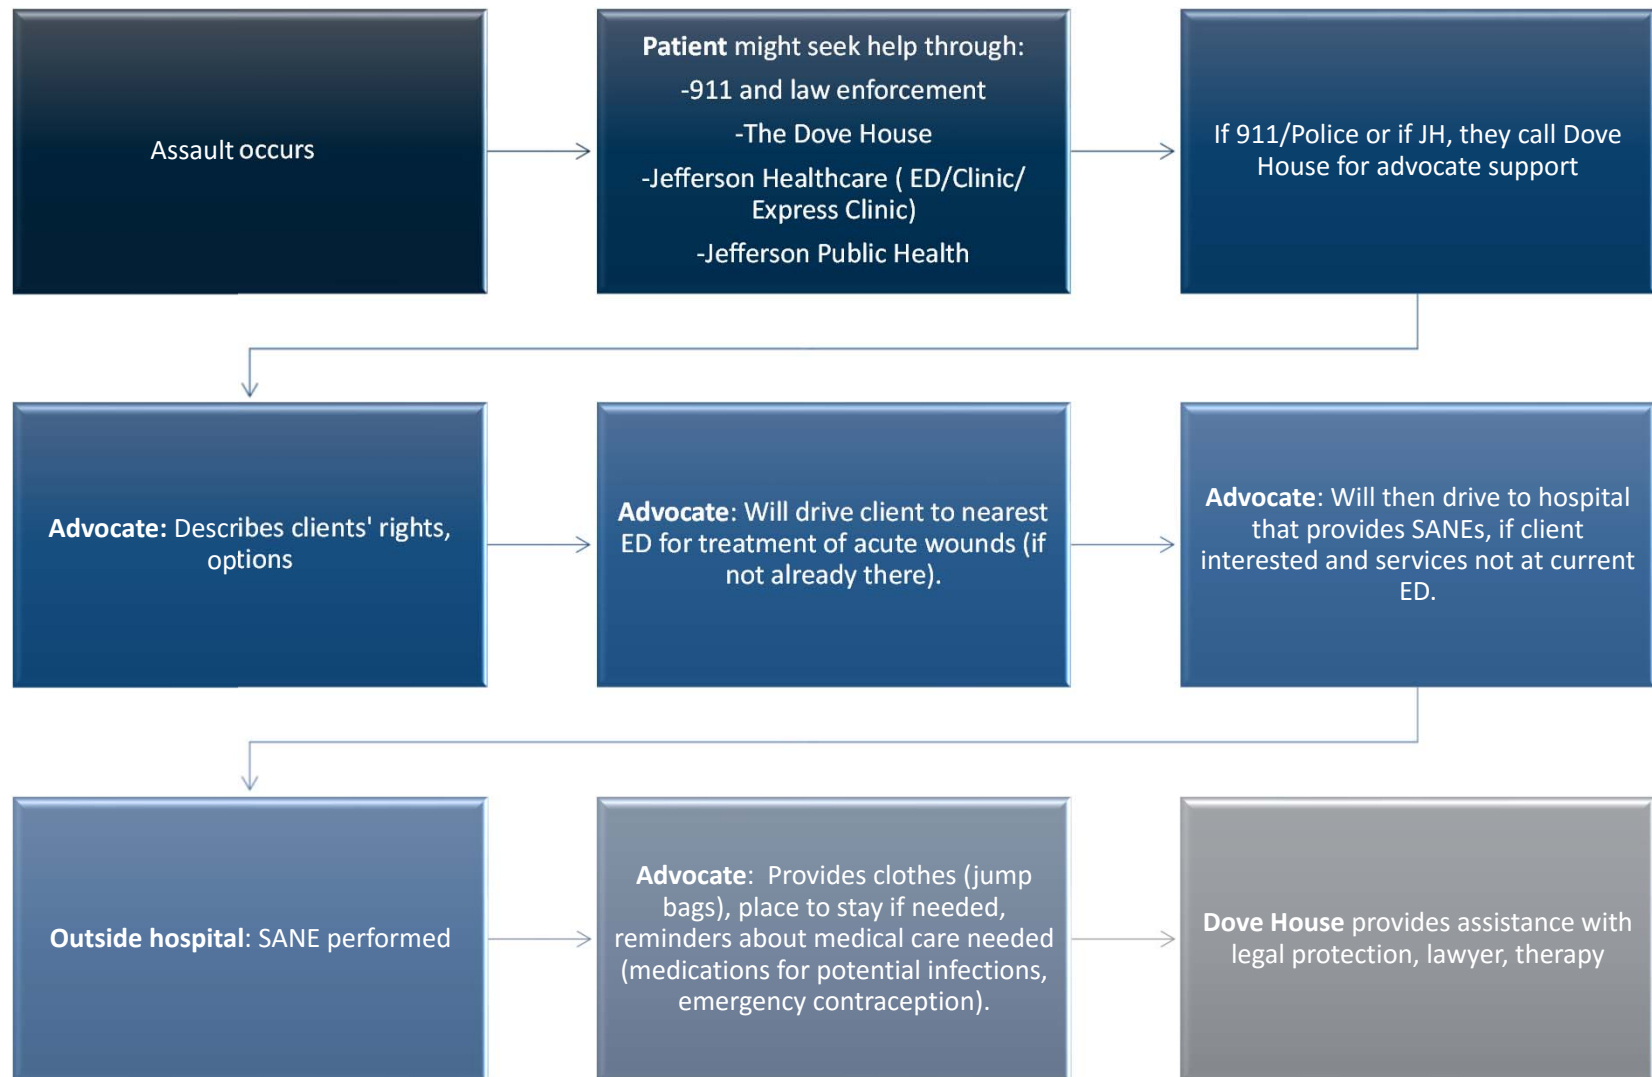 Assault occurs
Patient might seek help through:
-911 and law enforcement
-The Dove House
-Jefferson Healthcare ( ED/Clinic/
Express Clinic)
-Jefferson Public Health
If 911/Police or if JH, they call Dove
House for advocate support
Advocate: Describes clients' rights,
options
Advocate: Will drive client to nearest
ED for treatment of acute wounds (if
not already there).
Advocate: Will then drive to hospital
that provides SANEs, if client
interested and services not at current
ED.
Outside hospital: SANE performed
Advocate:  Provides clothes (jump
bags), place to stay if needed,
reminders about medical care needed
(medications for potential infections,
emergency contraception).
Dove House provides assistance with
legal protection, lawyer, therapy